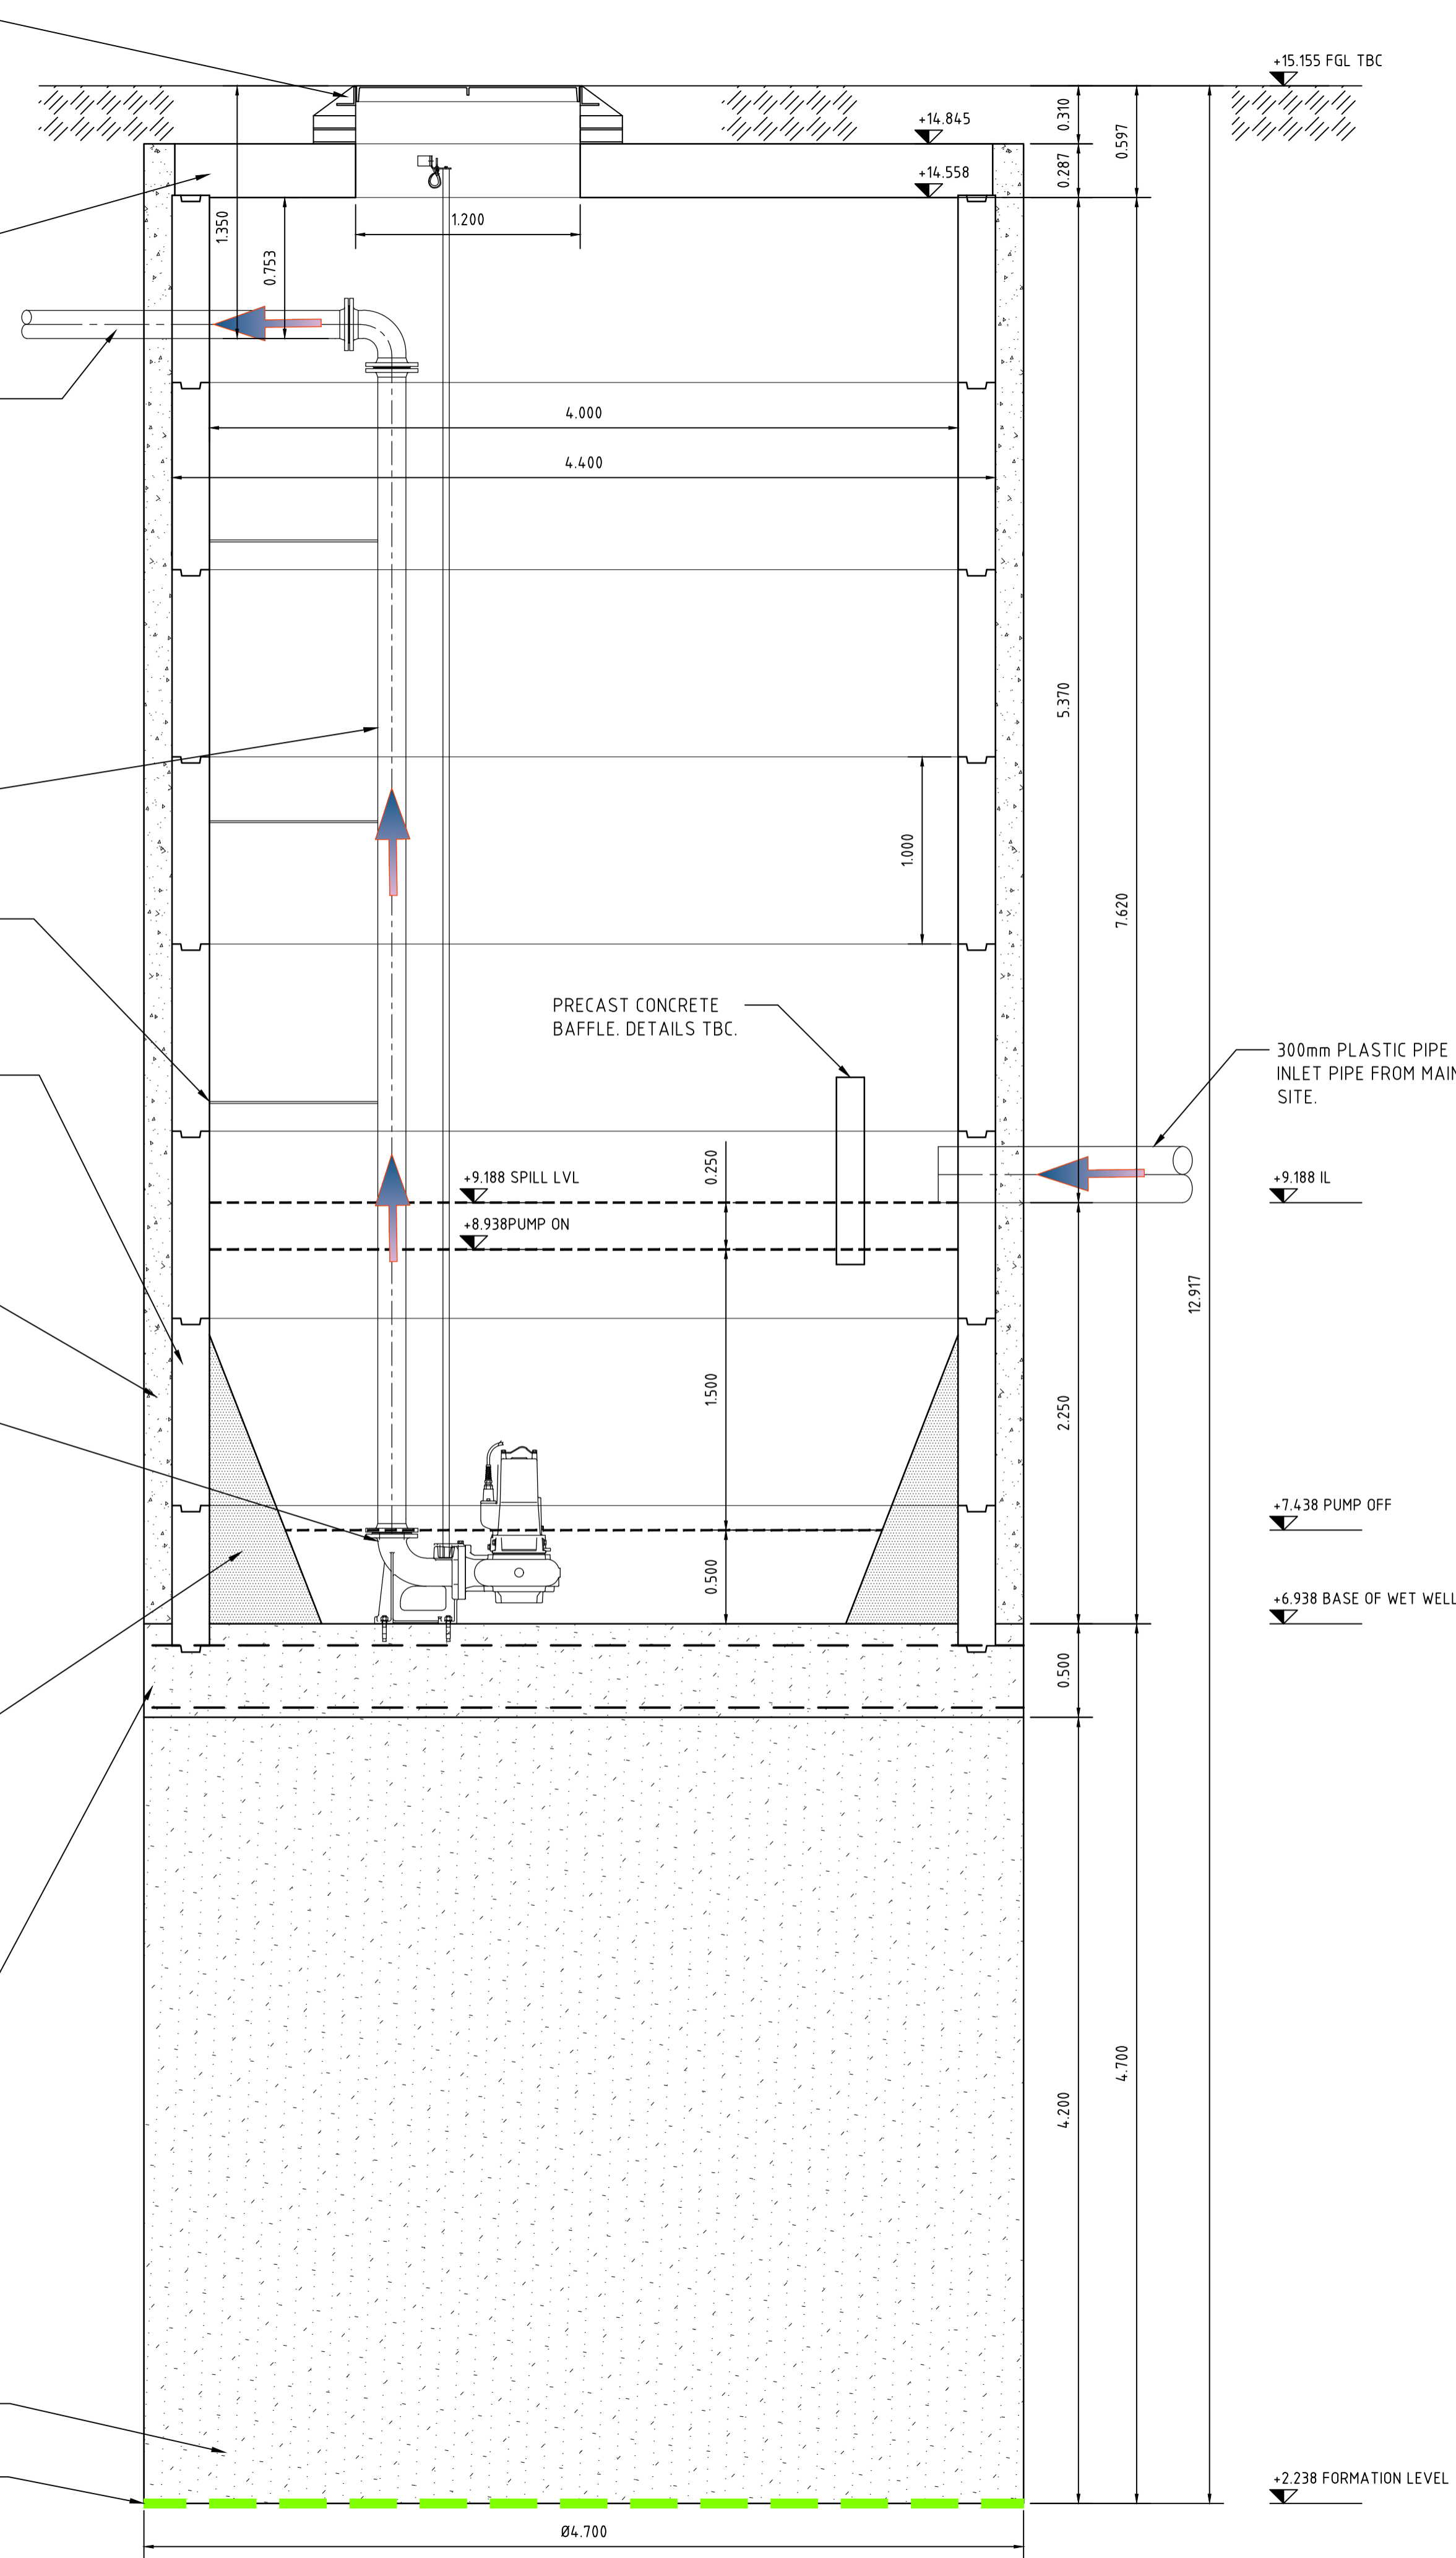 +15.155 FGL TBC
+14.845
0.310
0.597
+14.558
0.287
1.350
1.200
0.753
4.000
4.400
5.370
1.000
7.620
PRECAST CONCRETE
BAFFLE. DETAILS TBC.
300mm PLASTIC PIPE
INLET PIPE FROM MAIN
SITE.
0.250
+9.188 SPILL LVL
+9.188 IL
+8.938PUMP ON
12.917
1.500
2.250
+7.438 PUMP OFF
0.500
+6.938 BASE OF WET WELL
0.500
4.700
4.200
+2.238 FORMATION LEVEL
Ø4.700